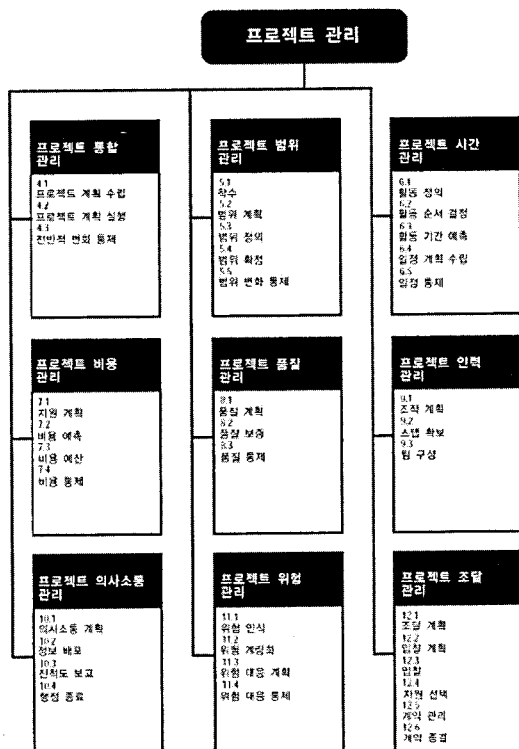 프로젝트 관리
프로젝트 통합
관리
4.1
프로젝트 계획 수립
4.2
프로젝트 계획 실행
4.3
전반적 변화 통제
프로젝트 범위
관리
5.1
착수
5.2
범위 계획
5.3
범위 정의
5.4
범위 확정
5.5
범위 변화 통제
프로젝트 시간
관리
6.1
활동 정의
6.2
활동 순서 결정
6.3
활동 기간 예측
6.4
일정 계획 수립
6.5
일정 통제
프로젝트 비용
관리
7.1
자원 계획
7.2
비용 예측
7.3
비용 예산
7.4
비용 통제
프로젝트 품질
관리
8.1
품질 계획
8.2
품질 보증
8.3
품질 통제
프로젝트 인력
관리
9.1
조직 계획
9.2
스탭 확보
9.3
팀 구성
프로젝트 의사소통
관리
10.1
의사소통 계획
10.2
정보 배포
10.3
진척도 보고
10.4
행정 종료
프로젝트 위험
관리
11.1
위험 인식
11.2
위험 계량화
11.3
위험 대응 계획
11.4
위험 대응 통제
프로젝트 조달
관리
12.1
조달 계획
12.2
입찰 계획
12.3
입찰
12.4
자원 선택
12.5
계약 관리
12.6
계약 종결